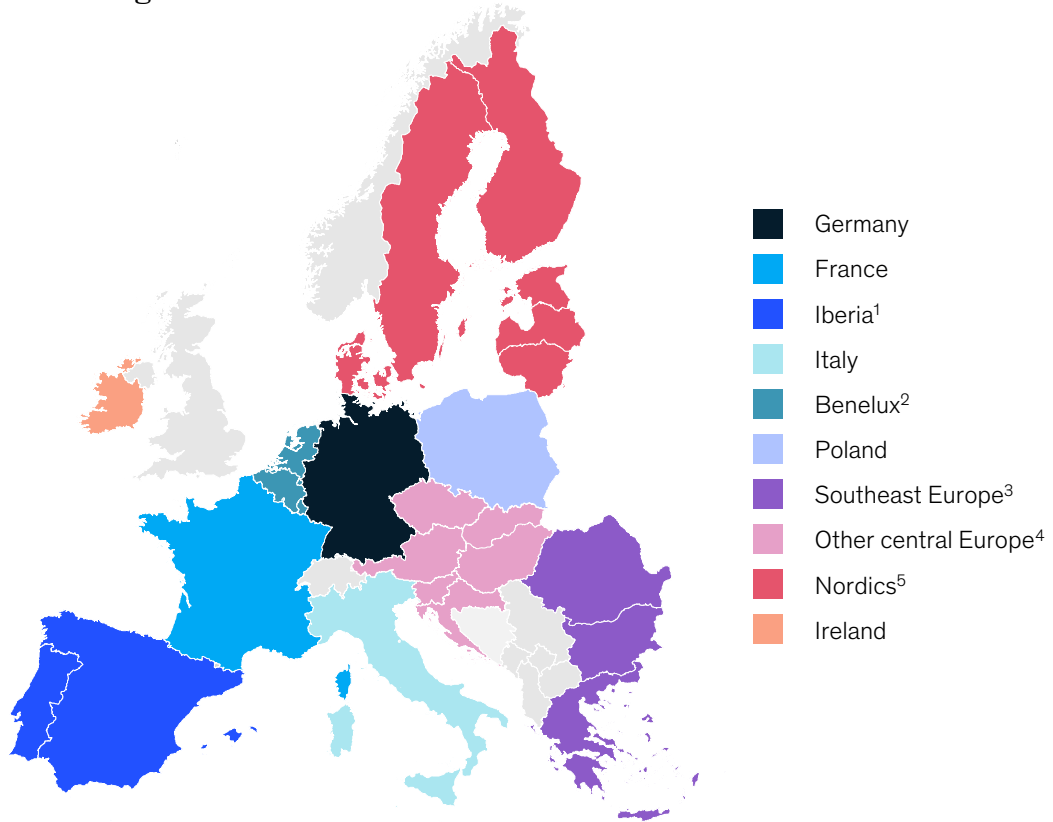 Germany
France
Iberia¹
Italy
Benelux²
Poland
Southeast Europe³
Other central Europe⁴
Nordics⁵
Ireland